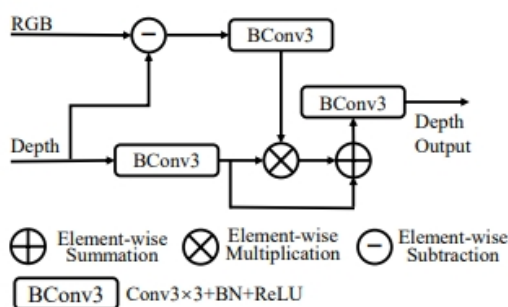 RGB
−
BConv3
BConv3
Depth
Output
Depth
BConv3
Element-wise
Summation
Element-wise
Multiplication
−
Element-wise
Subtraction
BConv3
Conv3×3+BN+ReLU